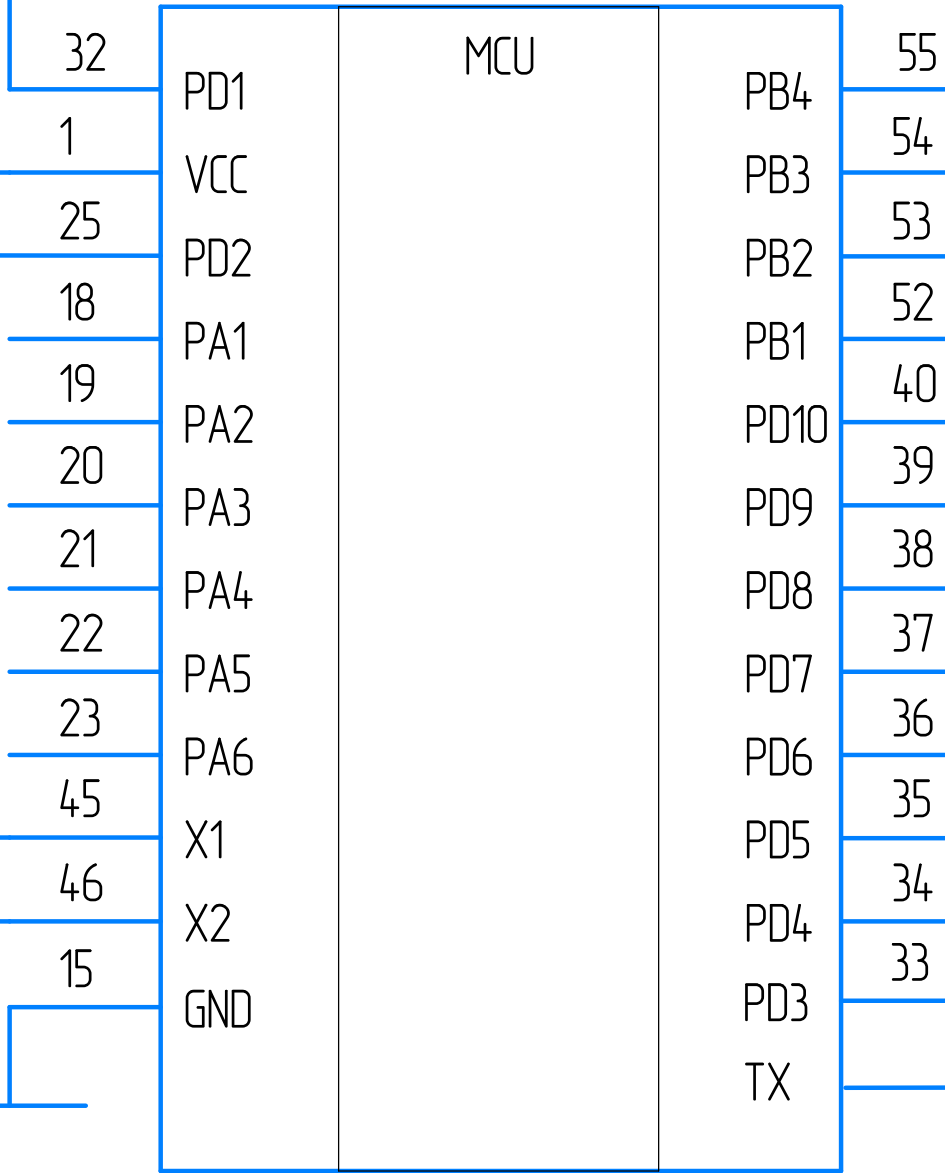 MCU
32 PD1 PB4 55
1 VCC PB3 54
25 PD2 PB2 53
18 PA1 PB1 52
19 PA2 PD10 40
20 PA3 PD9 39
21 PA4 PD8 38
22 PA5 PD7 37
23 PA6 PD6 36
45 X1 PD5 35
46 X2 PD4 34
15 GND PD3 33
TX